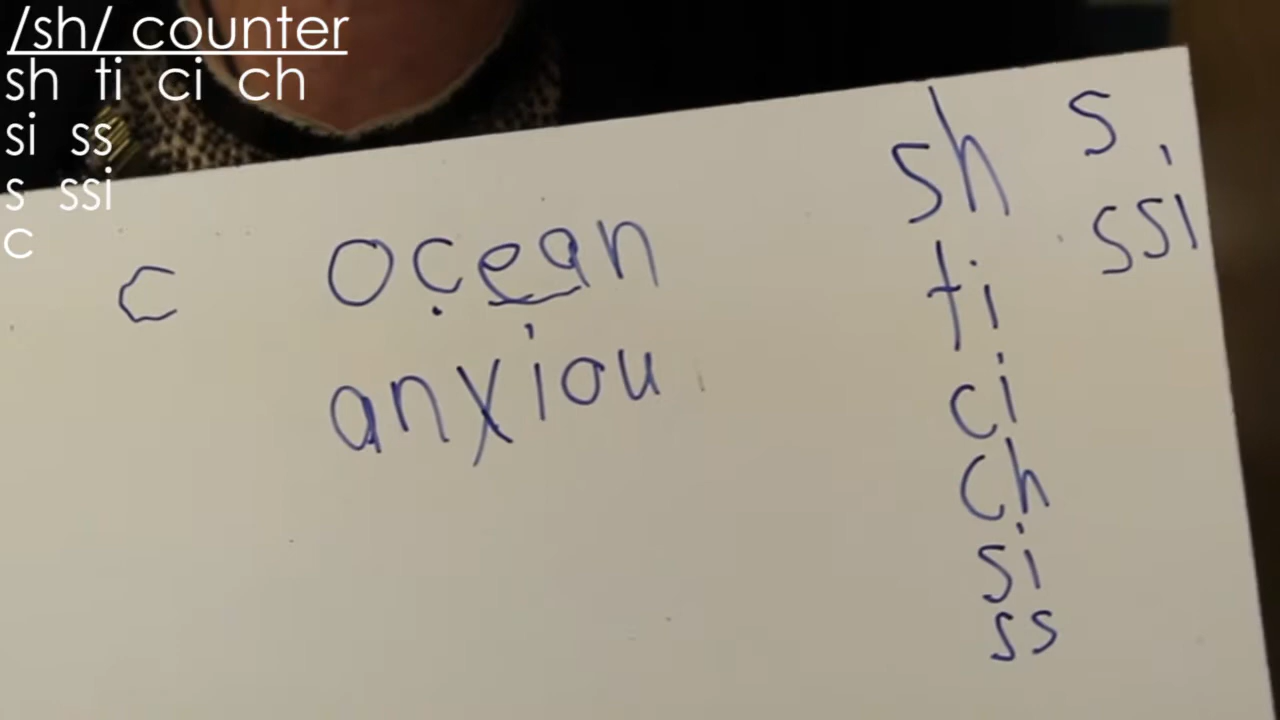 /sh/ counter
sh ti ci ch
si ss
s ssi
c
c ocean
anxiou
sh
ti
ci
ch
si
ss
s
ssi